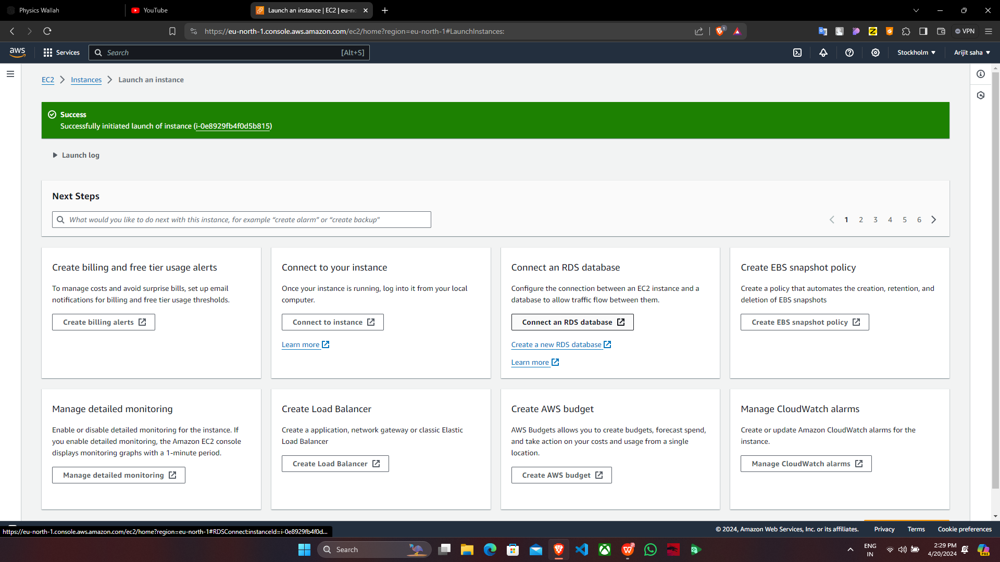 Physics Wallah
YouTube
Launch an instance | EC2 | eu-no
https://eu-north-1.console.aws.amazon.com/ec2/home?region=eu-north-1#LaunchInstances:
1
VPN
aws
Services
Search
[Alt+S]
Stockholm
Arijit saha
EC2
Instances
Launch an instance
Success
Successfully initiated launch of instance (i-0e8929fb4f0d5b815)
Launch log
Next Steps
What would you like to do next with this instance, for example “create alarm” or “create backup”
1 2 3 4 5 6
Create billing and free tier usage alerts
To manage costs and avoid surprise bills, set up email
notifications for billing and free tier usage thresholds.
Create billing alerts
Connect to your instance
Once your instance is running, log into it from your local
computer.
Connect to instance
Learn more
Connect an RDS database
Configure the connection between an EC2 instance and a
database to allow traffic flow between them.
Connect an RDS database
Create a new RDS database
Learn more
Create EBS snapshot policy
Create a policy that automates the creation, retention, and
deletion of EBS snapshots
Create EBS snapshot policy
Manage detailed monitoring
Enable or disable detailed monitoring for the instance. If
you enable detailed monitoring, the Amazon EC2 console
displays monitoring graphs with a 1-minute period.
Manage detailed monitoring
Create Load Balancer
Create a application, network gateway or classic Elastic
Load Balancer
Create Load Balancer
Create AWS budget
AWS Budgets allows you to create budgets, forecast spend,
and take action on your costs and usage from a single
location.
Create AWS budget
Manage CloudWatch alarms
Create or update Amazon CloudWatch alarms for the
instance.
Manage CloudWatch alarms
https://eu-north-1.console.aws.amazon.com/ec2/home?region=eu-north-1#RDSConnect:instanceId=i-0e8929fb4f0d...
© 2024, Amazon Web Services, Inc. or its affiliates.
Privacy
Terms
Cookie preferences
Search
ENG
IN
2:29 PM
4/20/2024
PRE